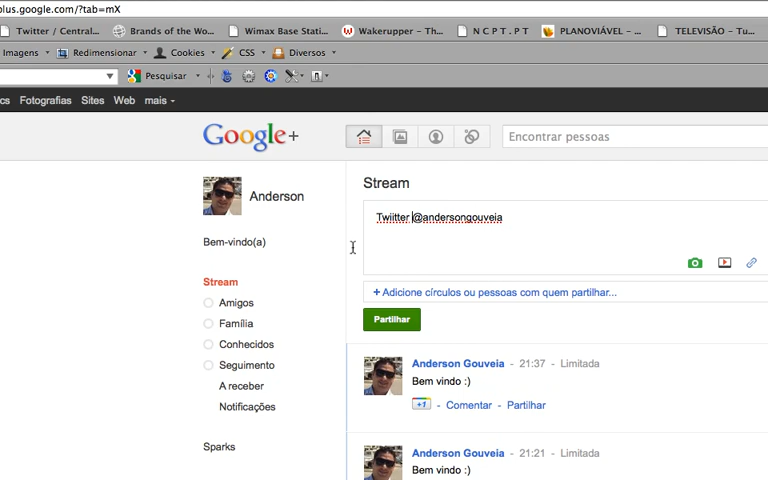 plus.google.com/?tab=mX
Twitter / Central... Brands of the Wo... Wimax Base Stati... Wakerupper - Th... N C P T . P T PLANOVIÁVEL - ... TELEVISÃO - Tu...
Imagens Redimensionar Cookies CSS Diversos
Pesquisar
cs Fotografias Sites Web mais
Google+
Encontrar pessoas
Anderson
Stream
Twiitter @andersongouveia
Bem-vindo(a)
Stream
Amigos
+ Adicione círculos ou pessoas com quem partilhar...
Família
Partilhar
Conhecidos
Seguimento
A receber
Notificações
Anderson Gouveia - 21:37 - Limitada
Bem vindo :)
+1 - Comentar - Partilhar
Sparks
Anderson Gouveia - 21:21 - Limitada
Bem vindo :)